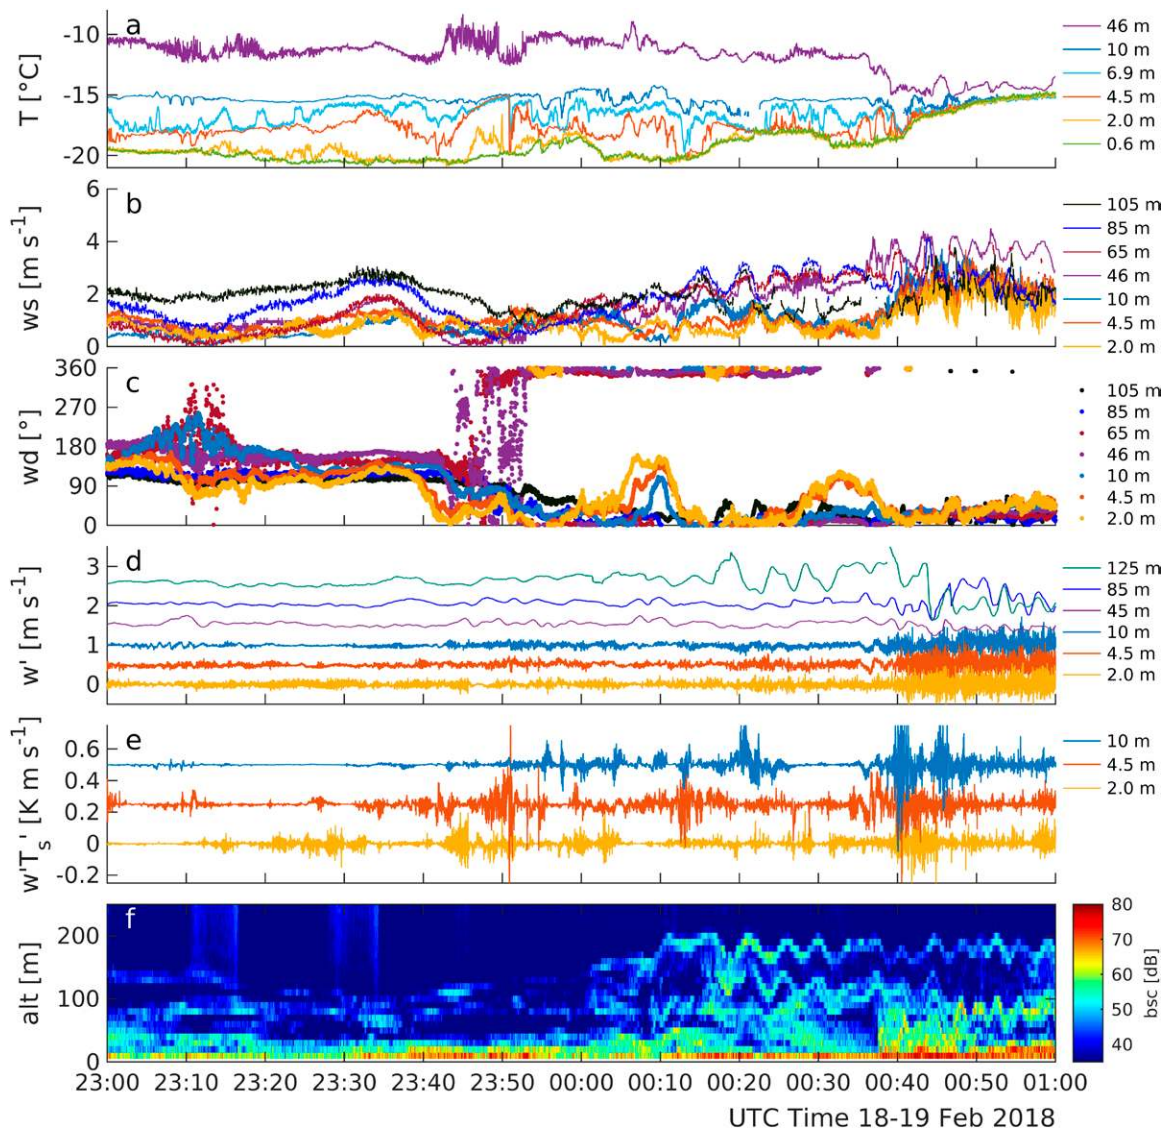 a
T [°C]
-10
-15
-20
46 m
10 m
6.9 m
4.5 m
2.0 m
0.6 m
b
ws [m s-1]
6
4
2
0
105 m
85 m
65 m
46 m
10 m
4.5 m
2.0 m
c
wd [°]
360
270
180
90
0
105 m
85 m
65 m
46 m
10 m
4.5 m
2.0 m
d
w' [m s-1]
3
2
1
0
125 m
85 m
45 m
10 m
4.5 m
2.0 m
e
w'Ts' [K m s-1]
0.6
0.4
0.2
0
-0.2
10 m
4.5 m
2.0 m
f
alt [m]
200
100
0
80
70
60
50
40
bsc [dB]
23:00 23:10 23:20 23:30 23:40 23:50 00:00 00:10 00:20 00:30 00:40 00:50 01:00
UTC Time 18-19 Feb 2018